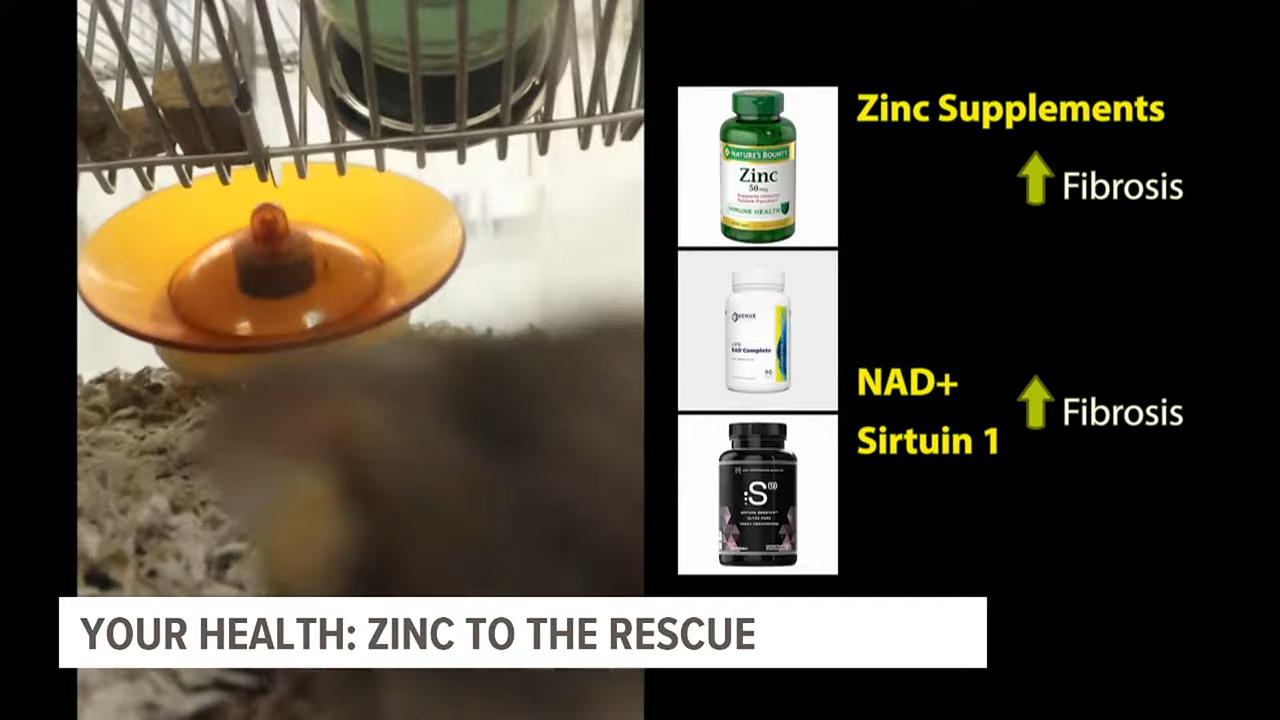 Zinc Supplements
Fibrosis
NATURE'S BOUNTY
Zinc
50 mg
IMMUNE HEALTH
NAD Complete
90
NAD+
Fibrosis
Sirtuin 1
S
YOUR HEALTH: ZINC TO THE RESCUE